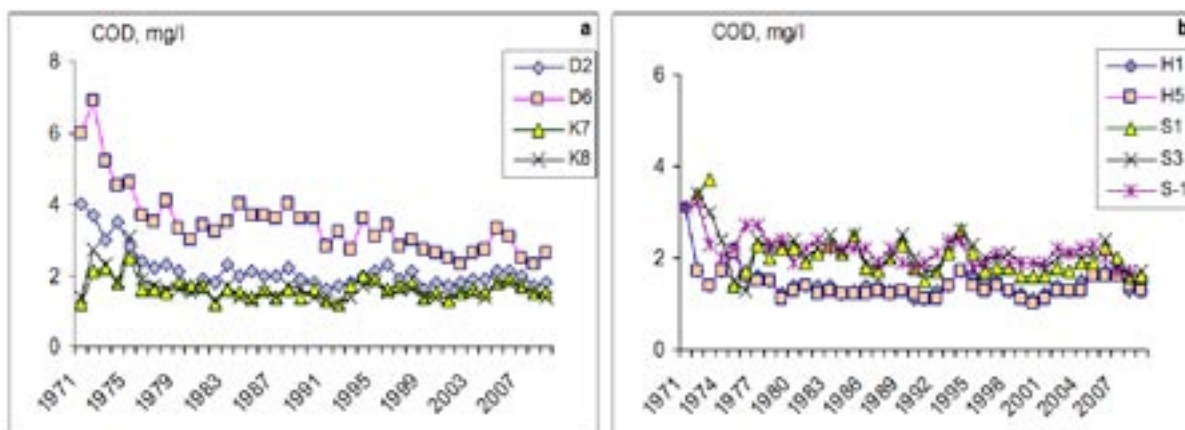 COD, mg/l
a
D2
D6
K7
K8
8
6
4
2
0
1971
1975
1979
1983
1987
1991
1995
1999
2003
2007
COD, mg/l
b
H1
H5
S1
S3
S-1
6
4
2
0
1971
1974
1977
1980
1983
1986
1989
1992
1995
1998
2001
2004
2007